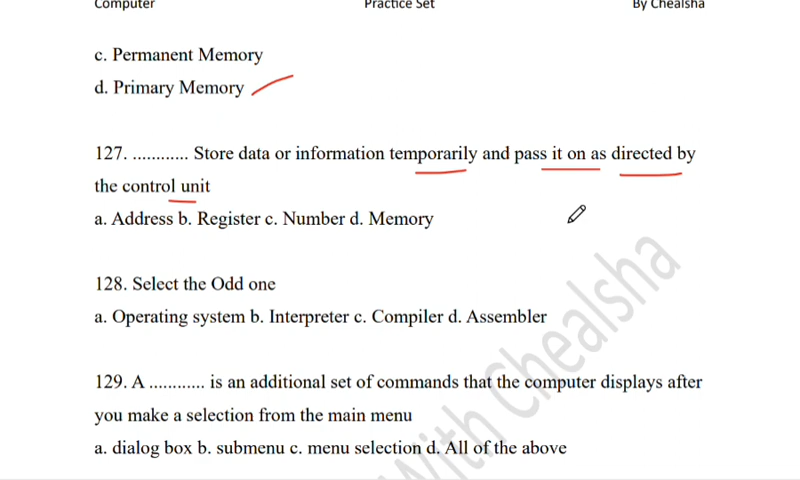 Computer Practice Set By Chealsha
c. Permanent Memory
d. Primary Memory
127. ............ Store data or information temporarily and pass it on as directed by
the control unit
a. Address b. Register c. Number d. Memory
128. Select the Odd one
a. Operating system b. Interpreter c. Compiler d. Assembler
129. A ............ is an additional set of commands that the computer displays after
you make a selection from the main menu
a. dialog box b. submenu c. menu selection d. All of the above
With Chealsha